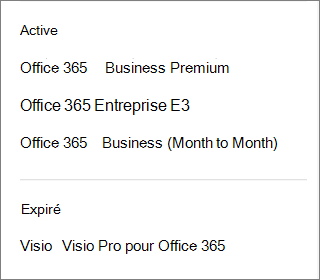 Active
Office 365 Business Premium
Office 365 Entreprise E3
Office 365 Business (Month to Month)
Expiré
Visio Visio Pro pour Office 365